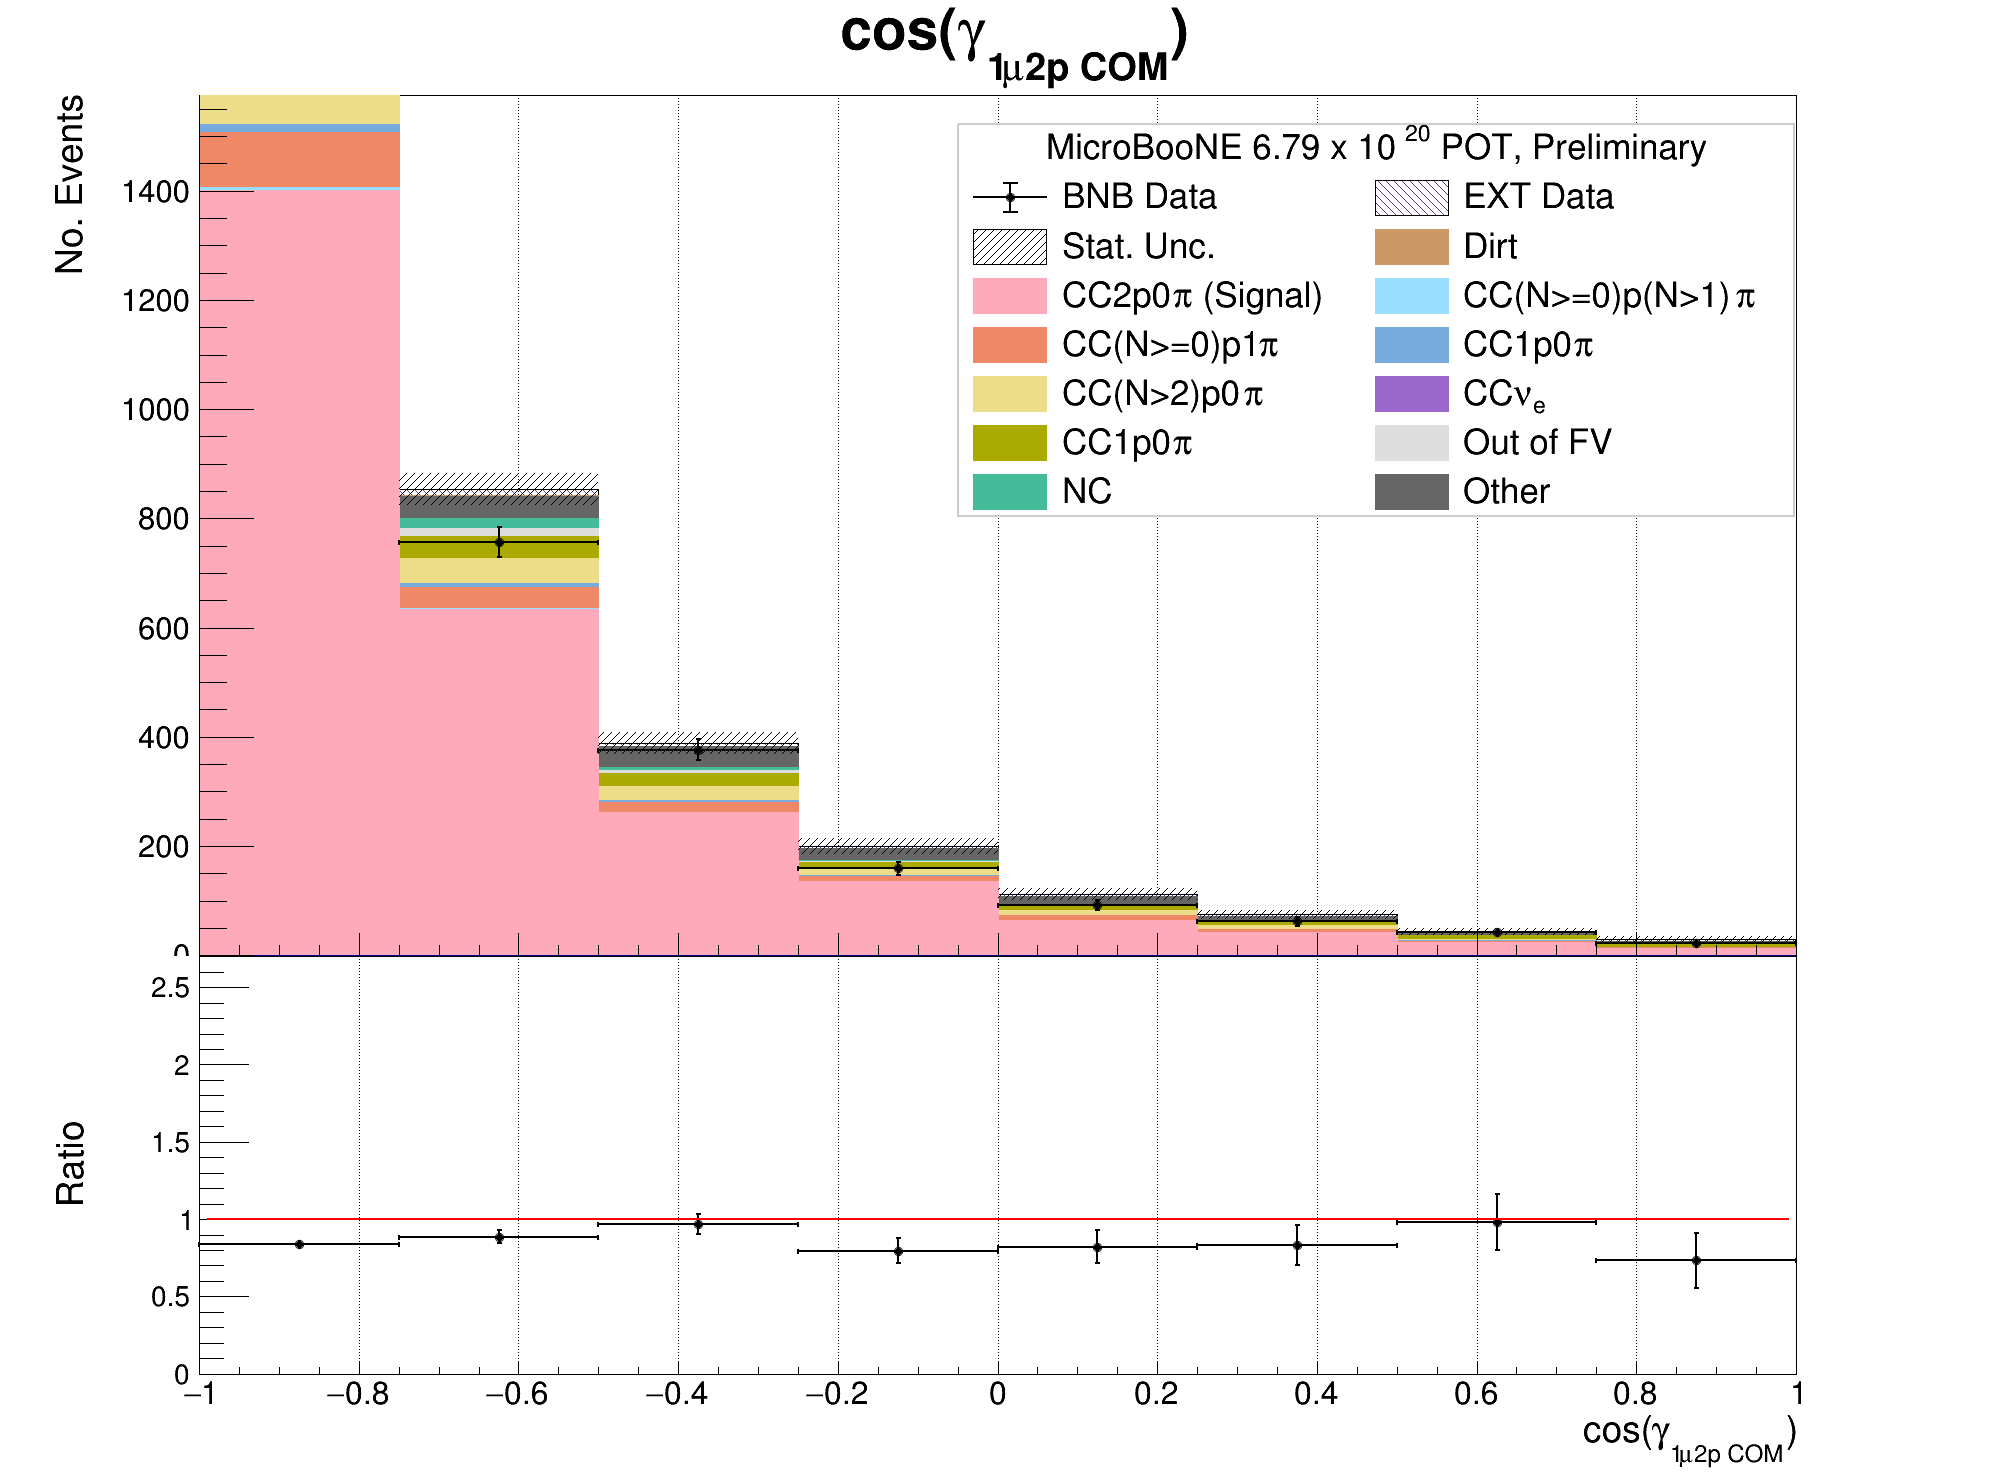 cos(γ 1μ2p COM)
No. Events
1400
1200
1000
800
600
400
200
0
MicroBooNE 6.79 x 10 20 POT, Preliminary
BNB Data
EXT Data
Stat. Unc.
Dirt
CC2p0π (Signal)
CC(N>=0)p(N>1)π
CC(N>=0)p1π
CC1p0π
CC(N>2)p0π
CCνe
CC1p0π
Out of FV
NC
Other
Ratio
2.5
2
1.5
1
0.5
0
−1 −0.8 −0.6 −0.4 −0.2 0 0.2 0.4 0.6 0.8 1
cos(γ 1μ2p COM)